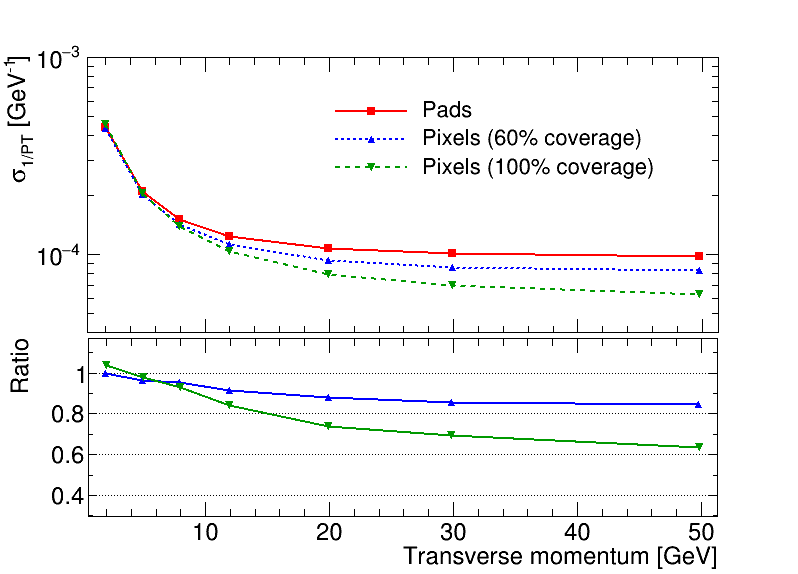 10⁻³
σ1/PT [GeV⁻¹]
Pads
Pixels (60% coverage)
Pixels (100% coverage)
10⁻⁴
Ratio
1
0.8
0.6
0.4
10 20 30 40 50
Transverse momentum [GeV]